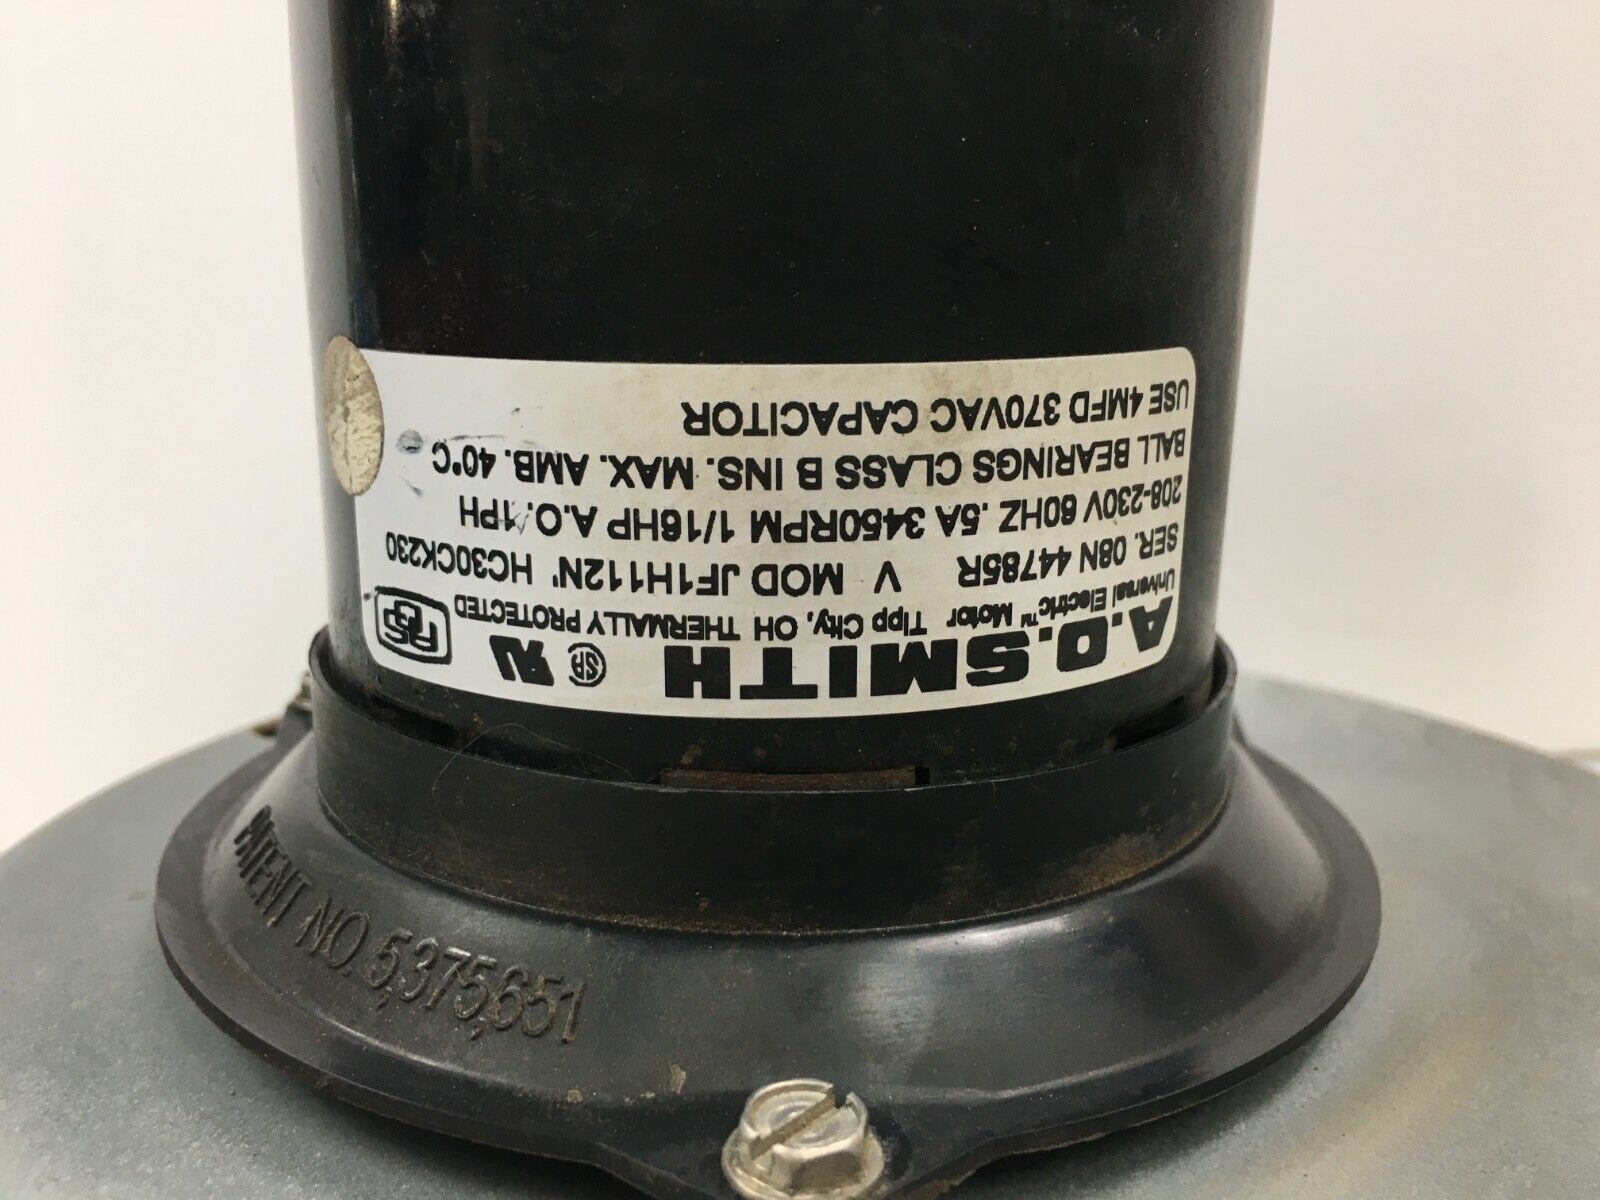 A.O.SMITH
Universal Electric™ Motor Tipp City, OH THERMALLY PROTECTED
SER. 08N 44785R V MOD JF1H112N' HC30CK230
208-230V 60HZ .5A 3450RPM 1/16HP A.O. 1PH
BALL BEARINGS CLASS B INS. MAX. AMB. 40°C
USE 4MFD 370VAC CAPACITOR
PATENT NO. 5,375,651